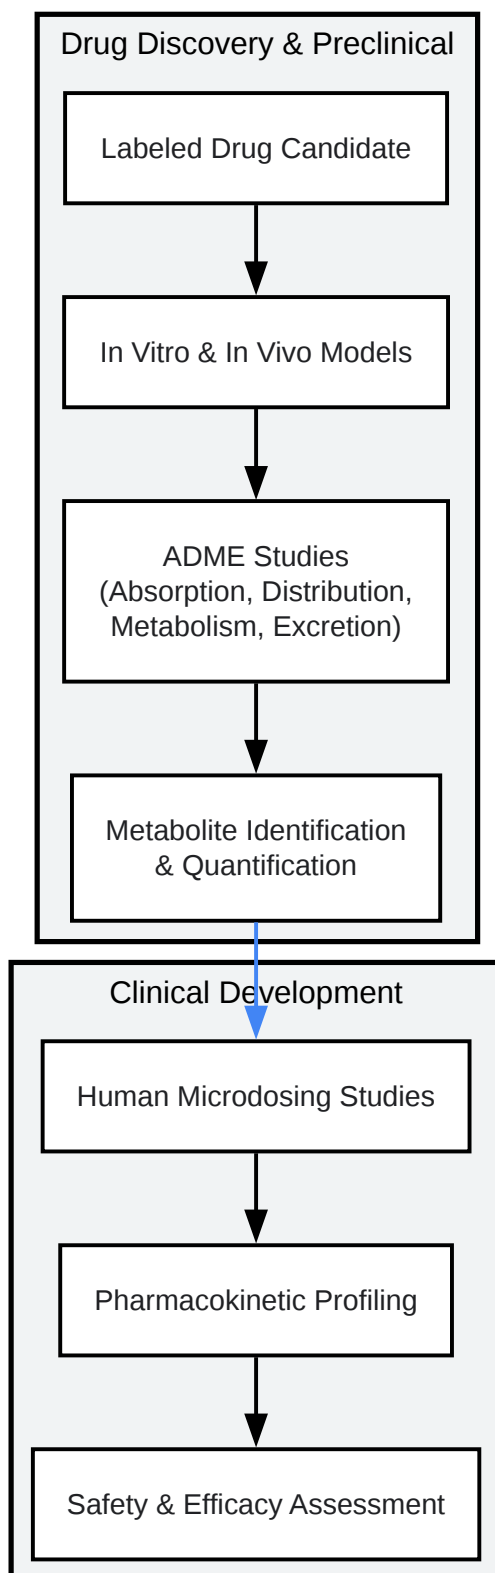 Drug Discovery & Preclinical
Labeled Drug Candidate
In Vitro & In Vivo Models
ADME Studies
(Absorption, Distribution,
Metabolism, Excretion)
Metabolite Identification
& Quantification
Clinical Development
Human Microdosing Studies
Pharmacokinetic Profiling
Safety & Efficacy Assessment